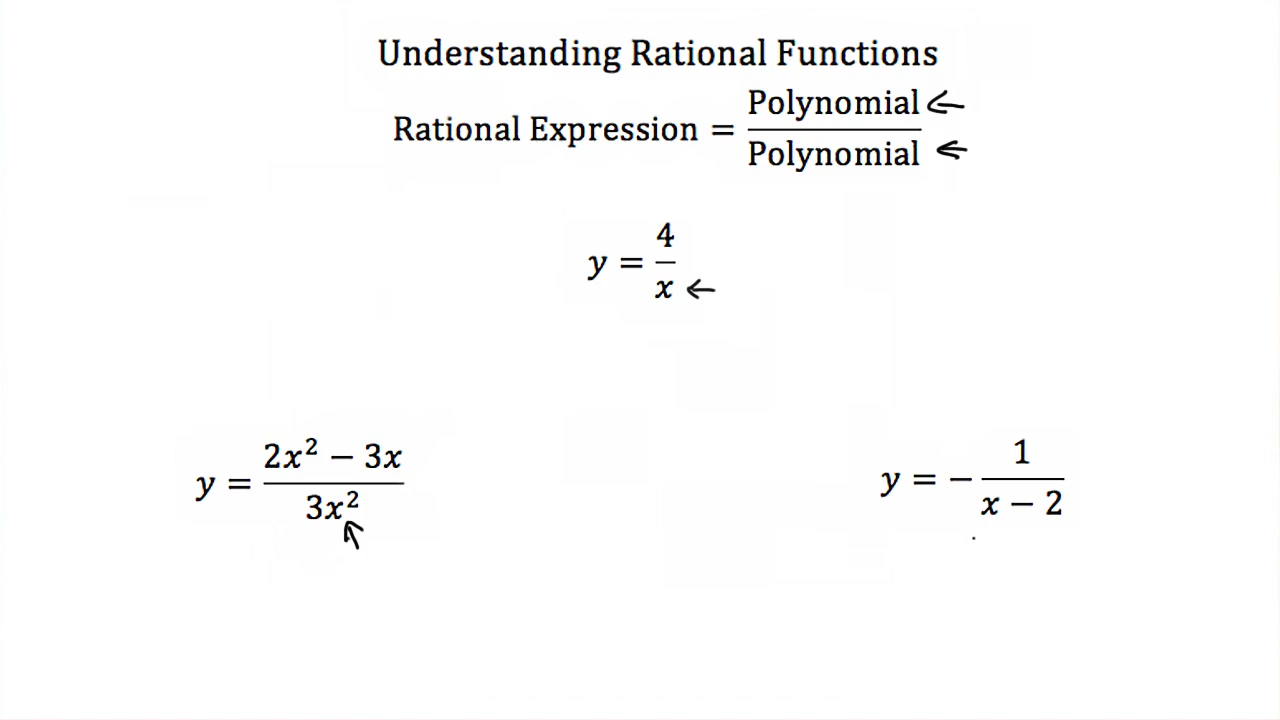 Understanding Rational Functions
Rational Expression = Polynomial / Polynomial
y = 4 / x
y = (2x² − 3x) / 3x²
y = − 1 / (x − 2)